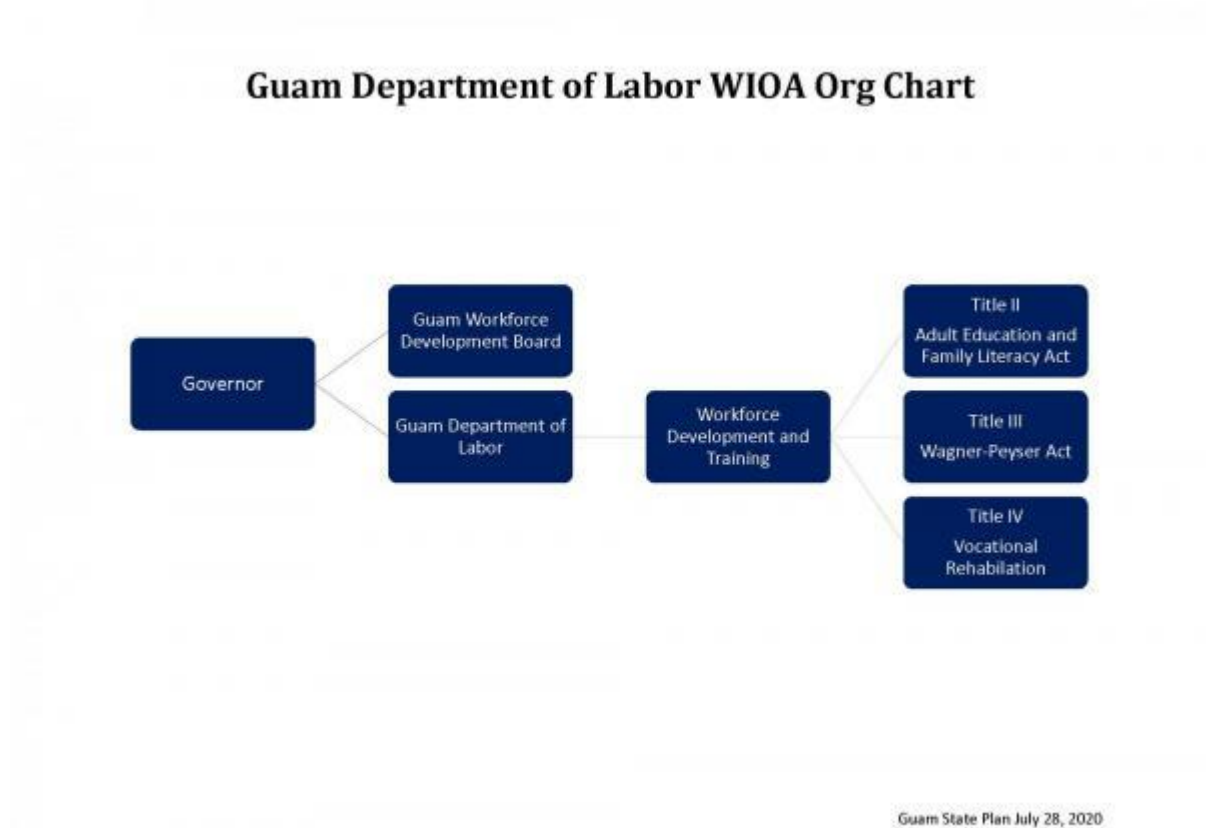 Guam Department of Labor WIOA Org Chart
Governor
Guam Workforce
Development Board
Guam Department of
Labor
Workforce
Development and
Training
Title II
Adult Education and
Family Literacy Act
Title III
Wagner-Peyser Act
Title IV
Vocational
Rehabilation
Guam State Plan July 28, 2020